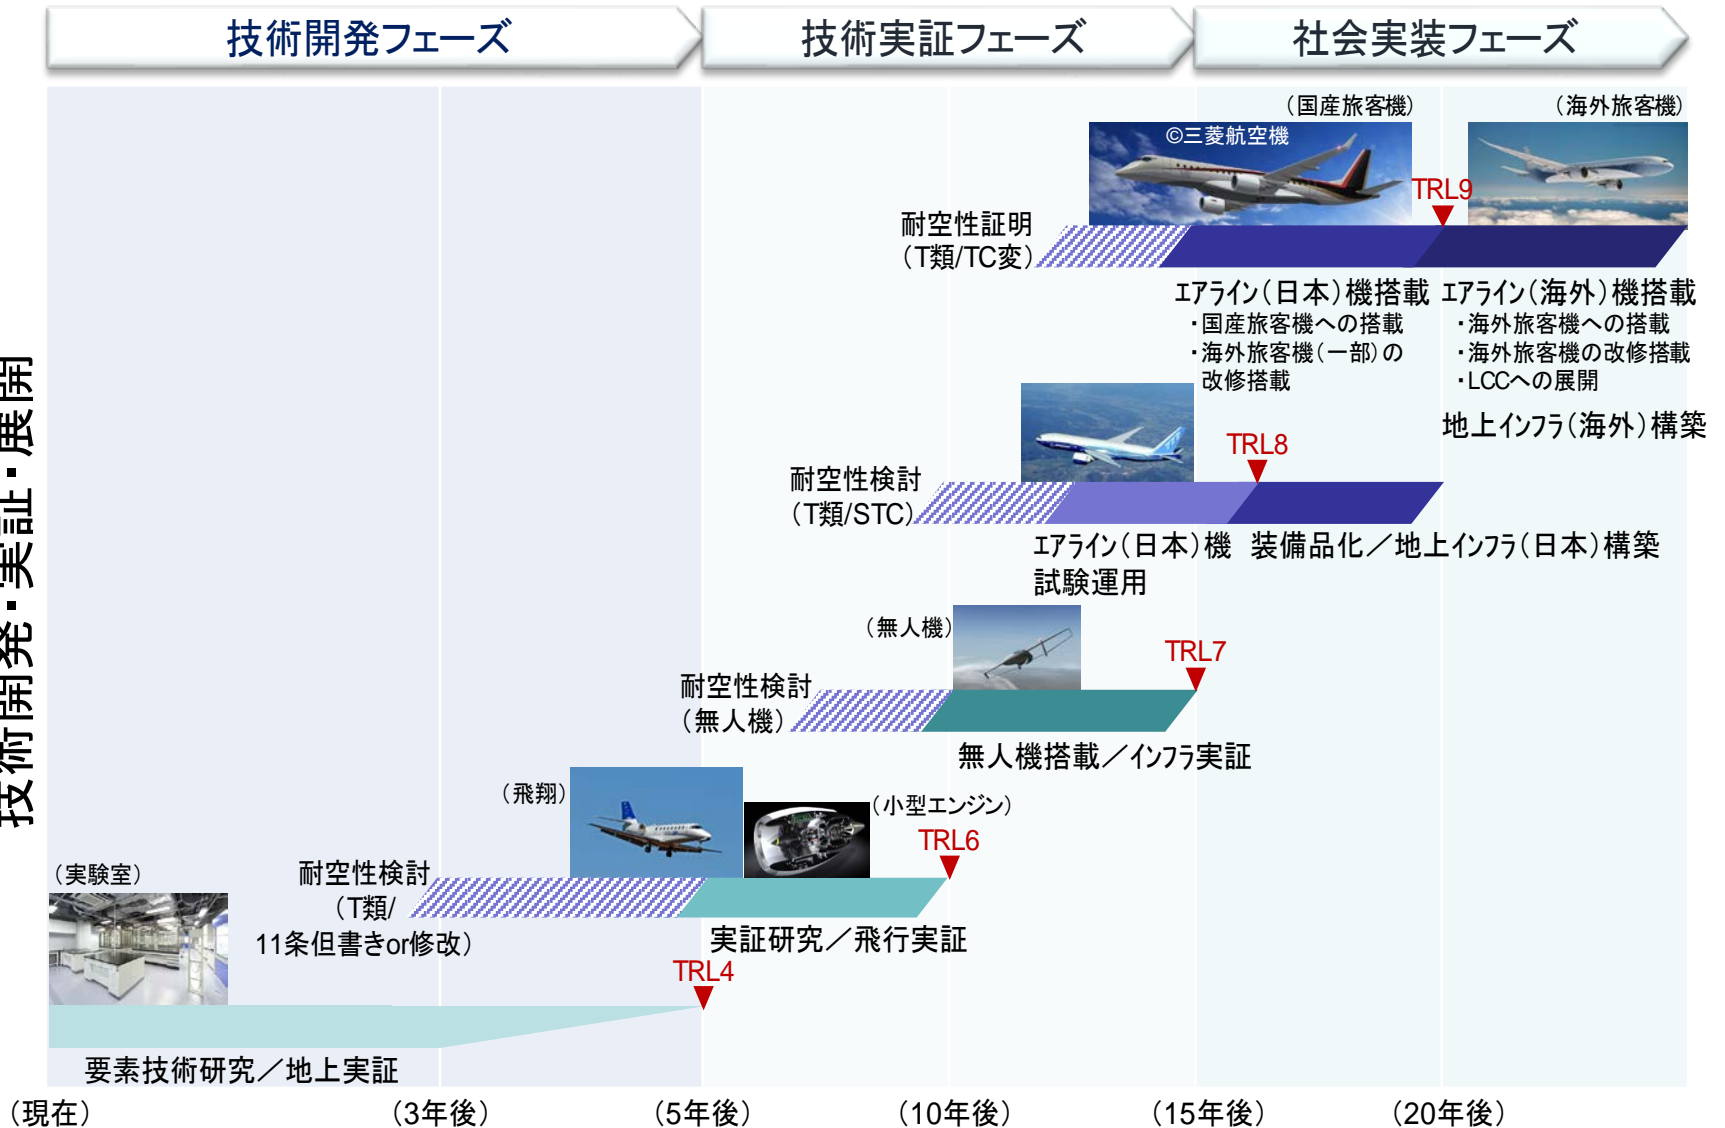 技術開発フェーズ
技術実証フェーズ
社会実装フェーズ
技術開発・実証・展開
（国産旅客機）
（海外旅客機）
©三菱航空機
TRL9
耐空性証明
（T類/TC変）
エアライン（日本）機搭載
・国産旅客機への搭載
・海外旅客機（一部）の
改修搭載
エアライン（海外）機搭載
・海外旅客機への搭載
・海外旅客機の改修搭載
・LCCへの展開
地上インフラ（海外）構築
TRL8
耐空性検討
（T類/STC）
エアライン（日本）機
試験運用
装備品化／地上インフラ（日本）構築
（無人機）
TRL7
耐空性検討
（無人機）
無人機搭載／インフラ実証
（飛翔）
（小型エンジン）
TRL6
耐空性検討
（T類/
11条但書きor修改）
実証研究／飛行実証
（実験室）
TRL4
要素技術研究／地上実証
（現在）
（3年後）
（5年後）
（10年後）
（15年後）
（20年後）